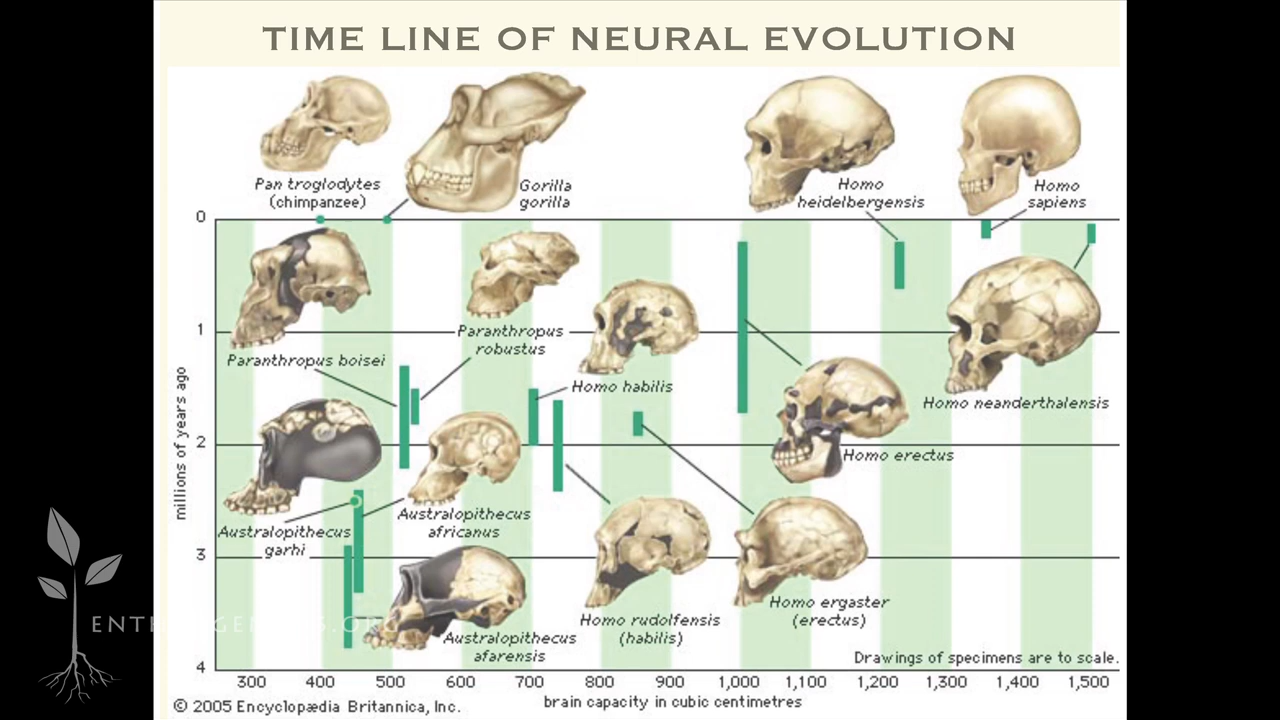 TIME LINE OF NEURAL EVOLUTION
Pan troglodytes
(chimpanzee)
Gorilla
gorilla
Homo
heidelbergensis
Homo
sapiens
0
1
2
3
4
millions of years ago
Paranthropus boisei
Paranthropus
robustus
Homo habilis
Homo neanderthalensis
Homo erectus
Australopithecus
garhi
Australopithecus
africanus
Homo rudolfensis
(habilis)
Homo ergaster
(erectus)
Australopithecus
afarensis
Drawings of specimens are to scale.
300 400 500 600 700 800 900 1,000 1,100 1,200 1,300 1,400 1,500
brain capacity in cubic centimetres
© 2005 Encyclopædia Britannica, Inc.